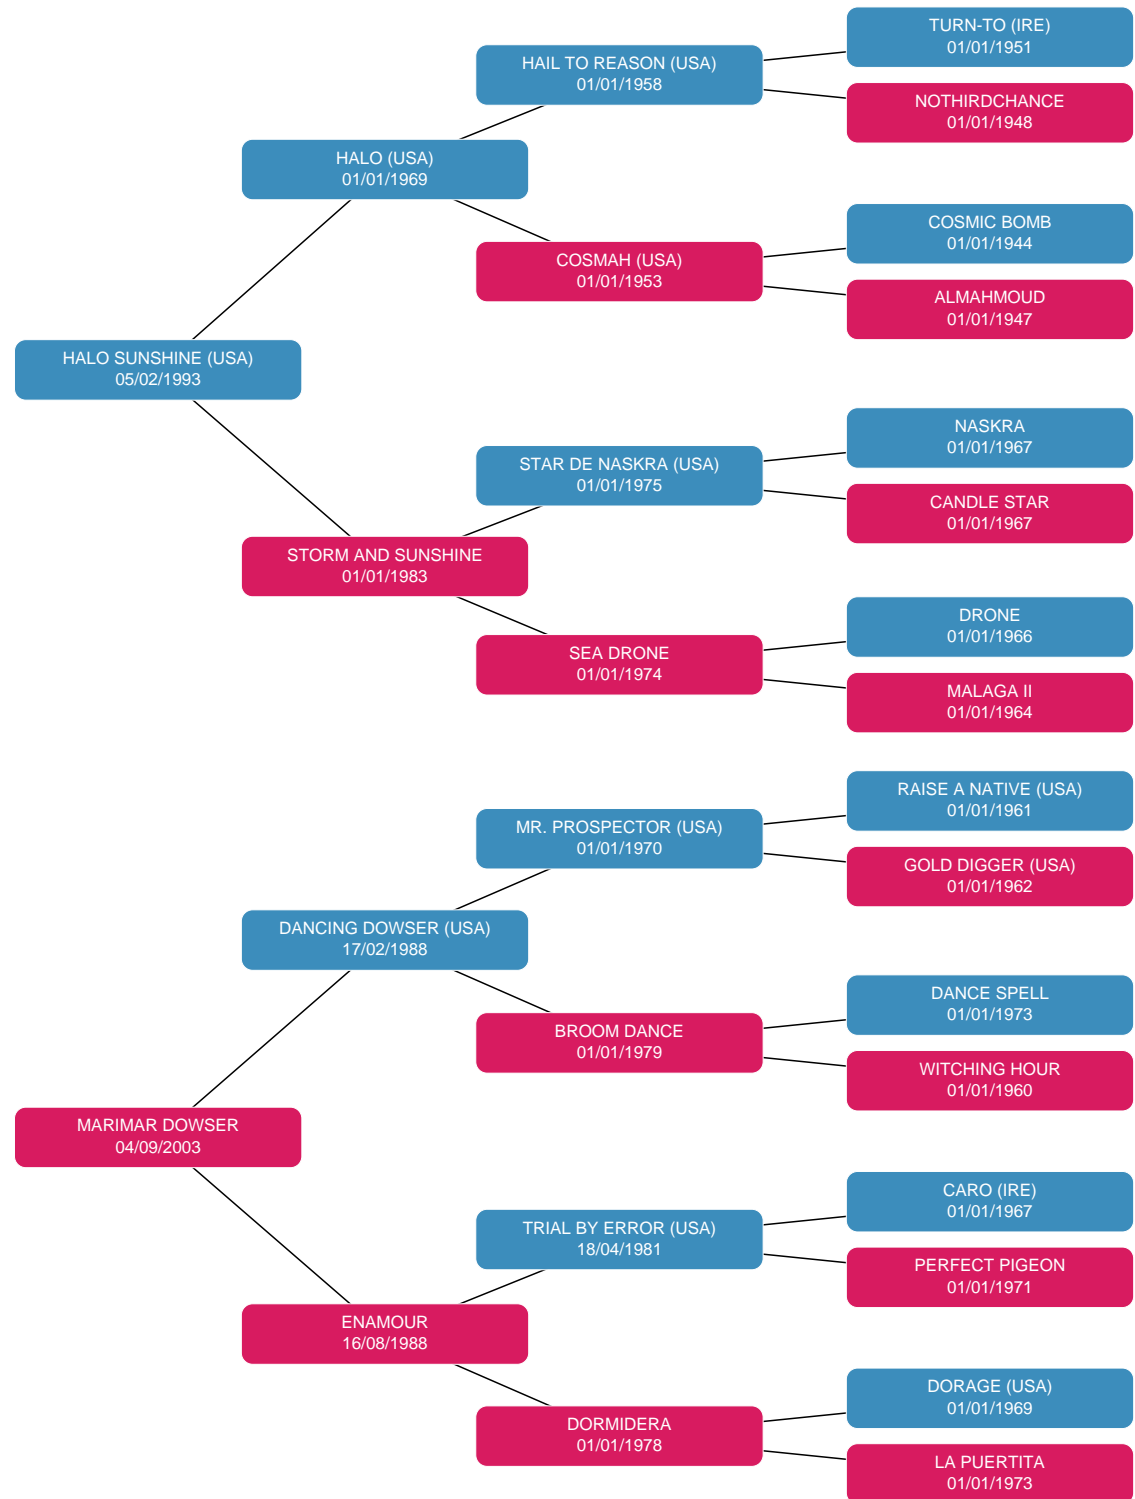 TURN-TO (IRE)
01/01/1951
HAIL TO REASON (USA)
01/01/1958
NOTHIRDCHANCE
01/01/1948
HALO (USA)
01/01/1969
COSMIC BOMB
01/01/1944
COSMAH (USA)
01/01/1953
ALMAHMOUD
01/01/1947
HALO SUNSHINE (USA)
05/02/1993
NASKRA
01/01/1967
STAR DE NASKRA (USA)
01/01/1975
CANDLE STAR
01/01/1967
STORM AND SUNSHINE
01/01/1983
DRONE
01/01/1966
SEA DRONE
01/01/1974
MALAGA II
01/01/1964
RAISE A NATIVE (USA)
01/01/1961
MR. PROSPECTOR (USA)
01/01/1970
GOLD DIGGER (USA)
01/01/1962
DANCING DOWSER (USA)
17/02/1988
DANCE SPELL
01/01/1973
BROOM DANCE
01/01/1979
WITCHING HOUR
01/01/1960
MARIMAR DOWSER
04/09/2003
CARO (IRE)
01/01/1967
TRIAL BY ERROR (USA)
18/04/1981
PERFECT PIGEON
01/01/1971
ENAMOUR
16/08/1988
DORAGE (USA)
01/01/1969
DORMIDERA
01/01/1978
LA PUERTITA
01/01/1973